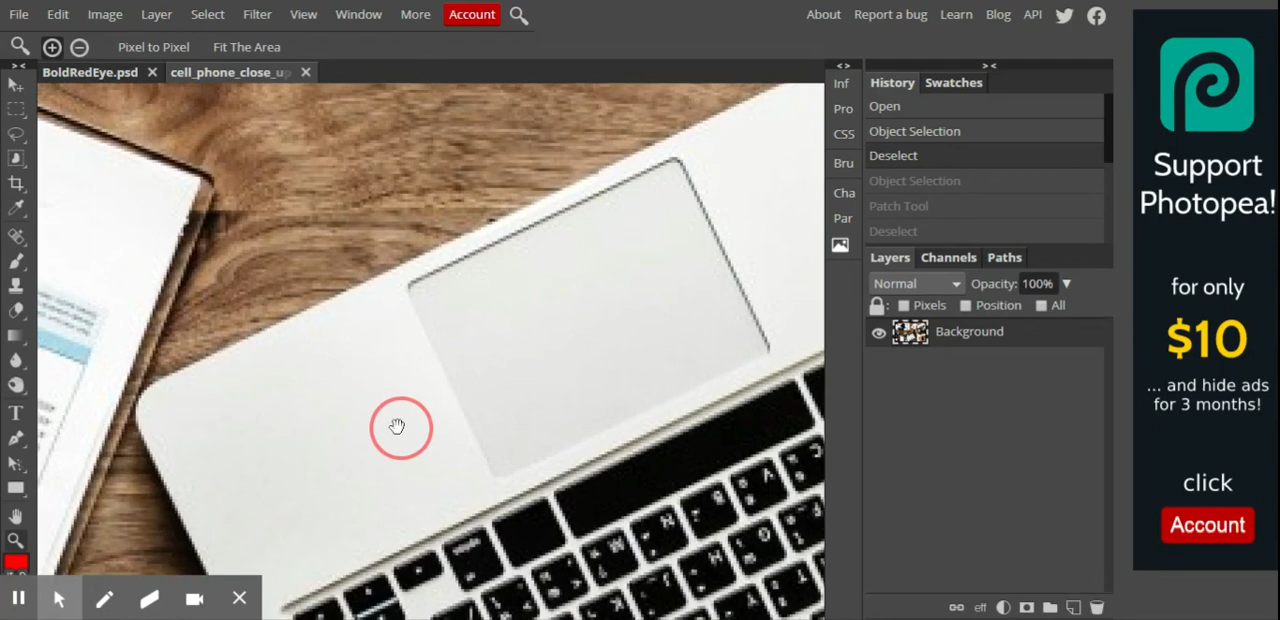 File Edit Image Layer Select Filter View Window More Account
About Report a bug Learn Blog API
Pixel to Pixel Fit The Area
BoldRedEye.psd cell_phone_close_up
Inf
Pro
CSS
Bru
Cha
Par
History Swatches
Open
Object Selection
Deselect
Object Selection
Patch Tool
Deselect
Layers Channels Paths
Normal Opacity: 100%
Pixels Position All
Background
eff
Support
Photopea!
for only
$10
... and hide ads
for 3 months!
click
Account